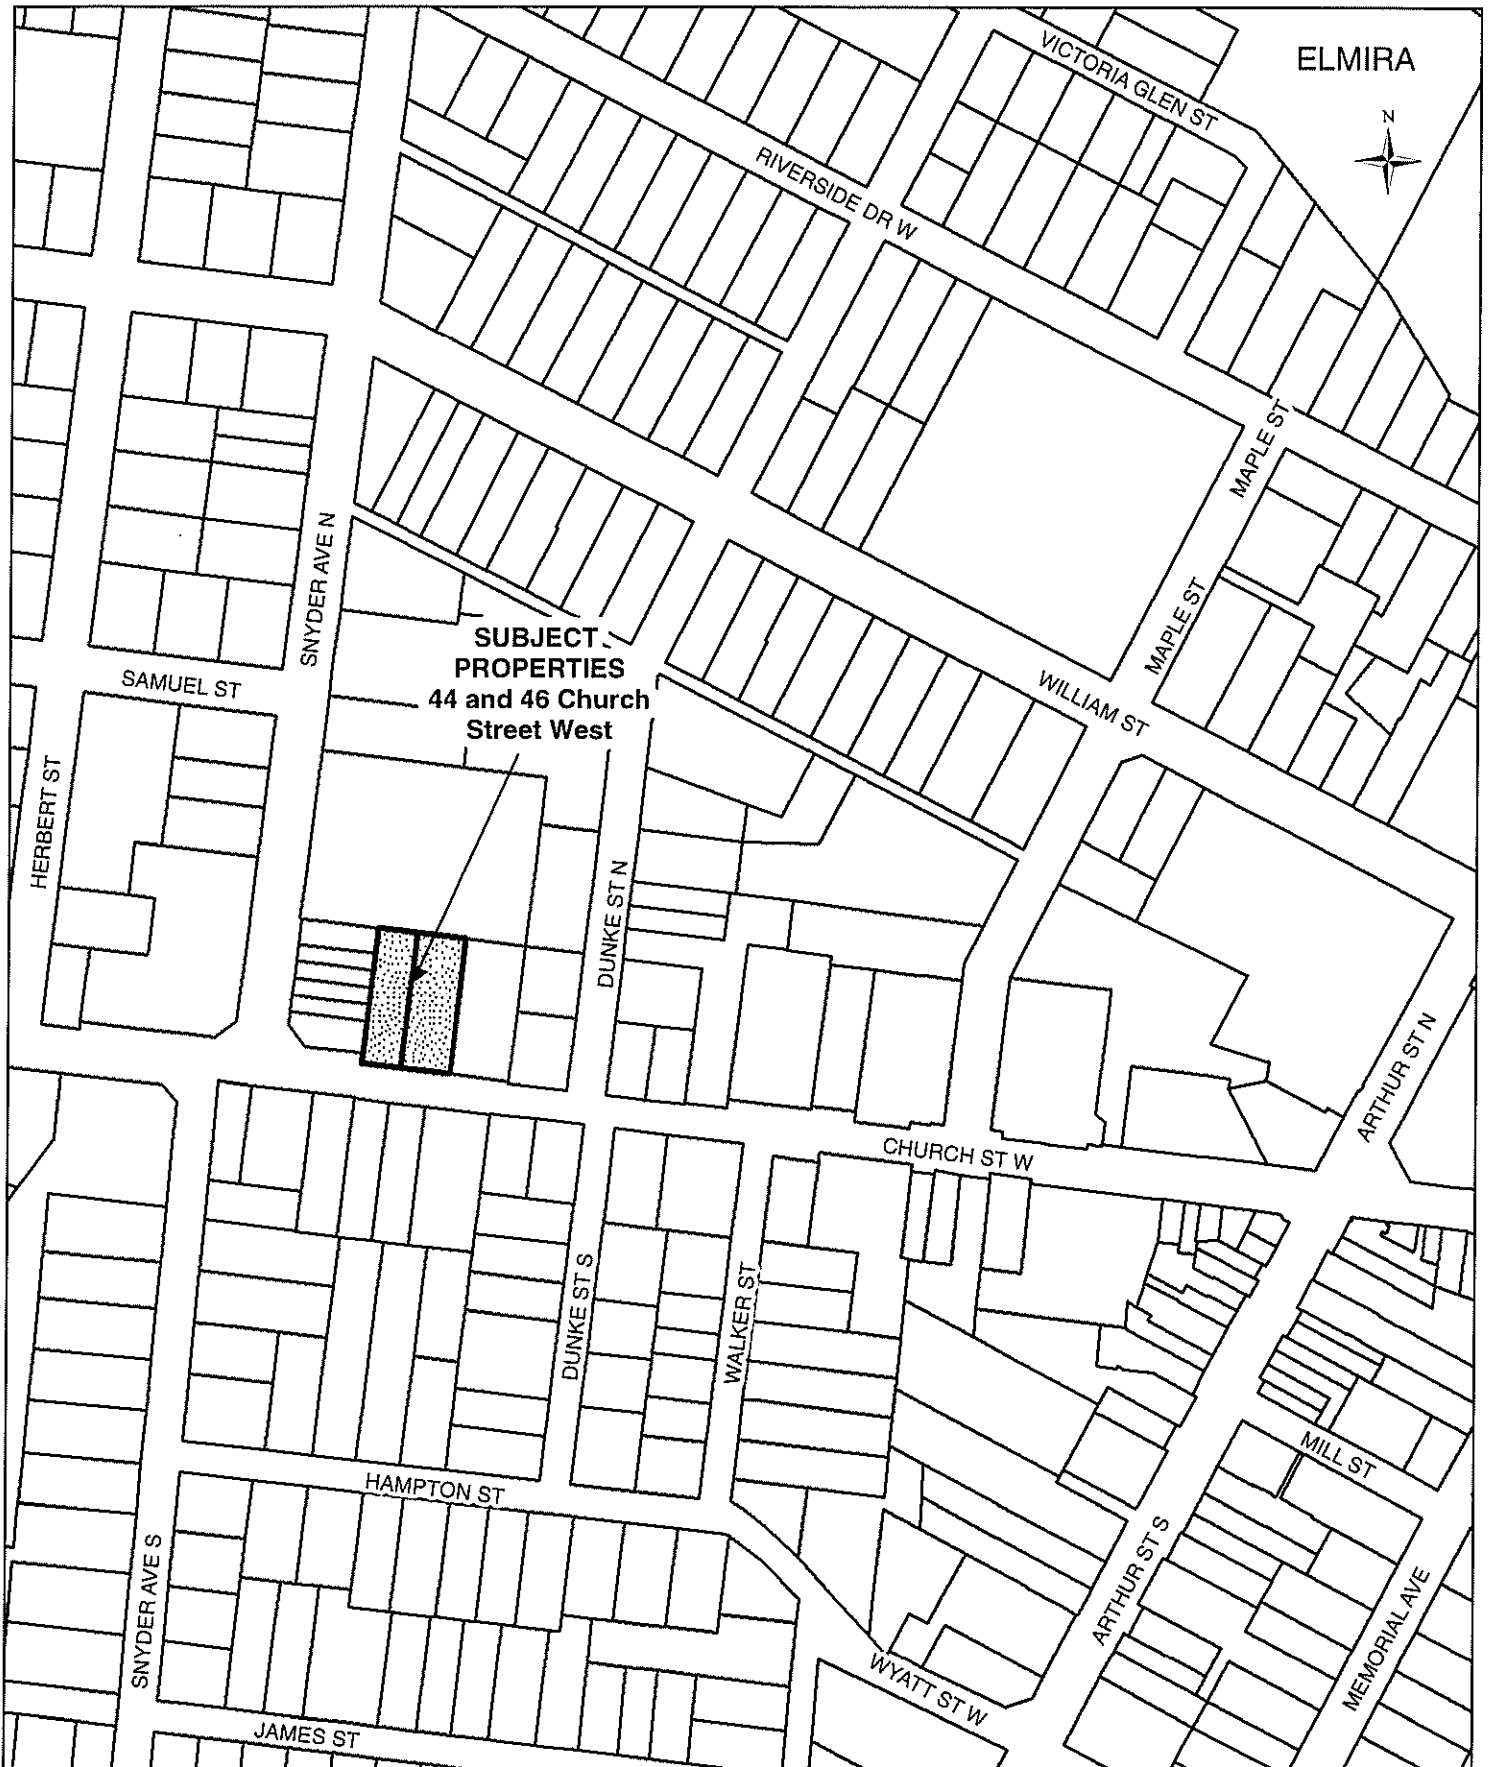 ELMIRA
N
VICTORIA GLEN ST
RIVERSIDE DR W
MAPLE ST
MAPLE ST
SNYDER AVE N
SUBJECT
PROPERTIES
44 and 46 Church
Street West
SAMUEL ST
WILLIAM ST
HERBERT ST
DUNKE ST N
ARTHUR ST N
CHURCH ST W
DUNKE ST S
WALKER ST
MILL ST
HAMPTON ST
SNYDER AVE S
ARTHUR ST S
MEMORIAL AVE
WYATT ST W
JAMES ST